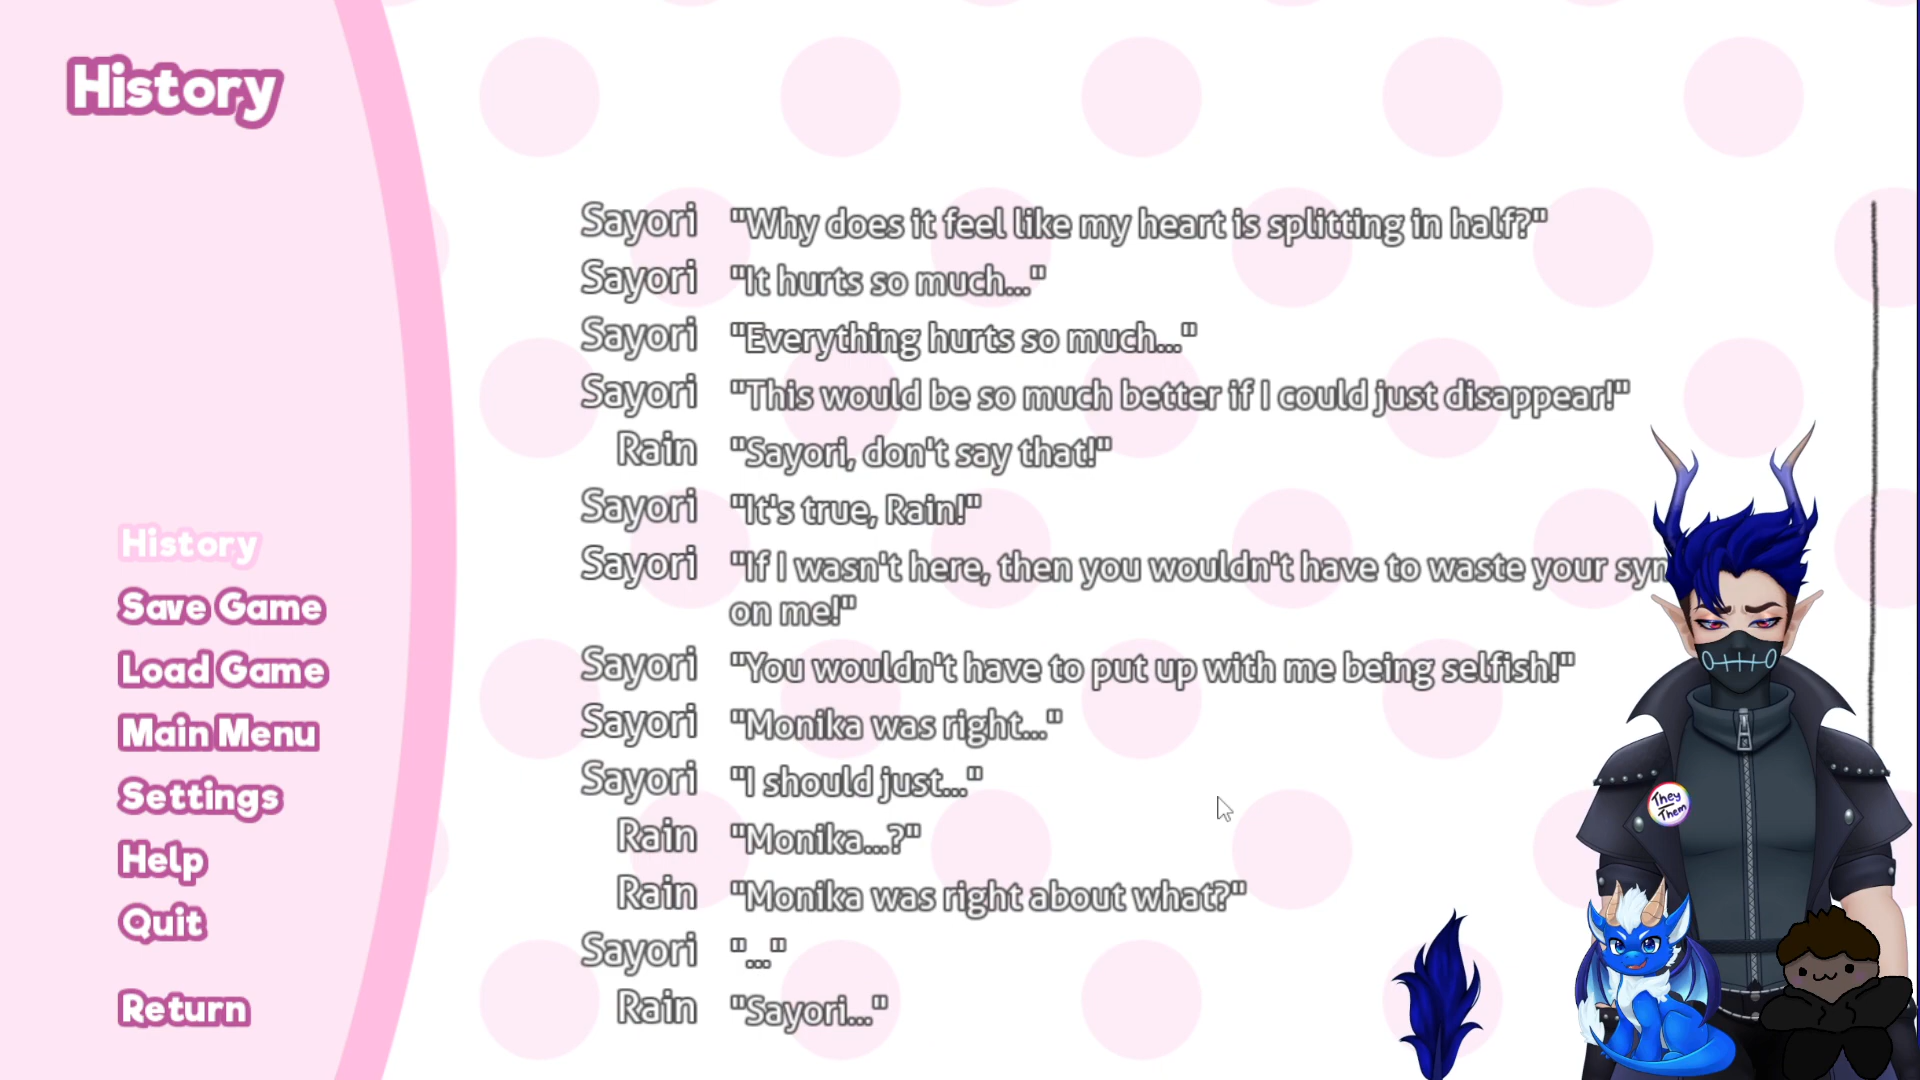 History
Sayori "Why does it feel like my heart is splitting in half?"
Sayori "It hurts so much..."
Sayori "Everything hurts so much..."
Sayori "This would be so much better if I could just disappear!"
Rain "Sayori, don't say that!"
Sayori "It's true, Rain!"
Sayori "If I wasn't here, then you wouldn't have to waste your
on me!"
Sayori "You wouldn't have to put up with me being selfish!"
Sayori "Monika was right..."
Sayori "I should just..."
Rain "Monika...?"
Rain "Monika was right about what?"
Sayori "..."
Rain "Sayori..."
History
Save Game
Load Game
Main Menu
Settings
Help
Quit
Return
They
Them